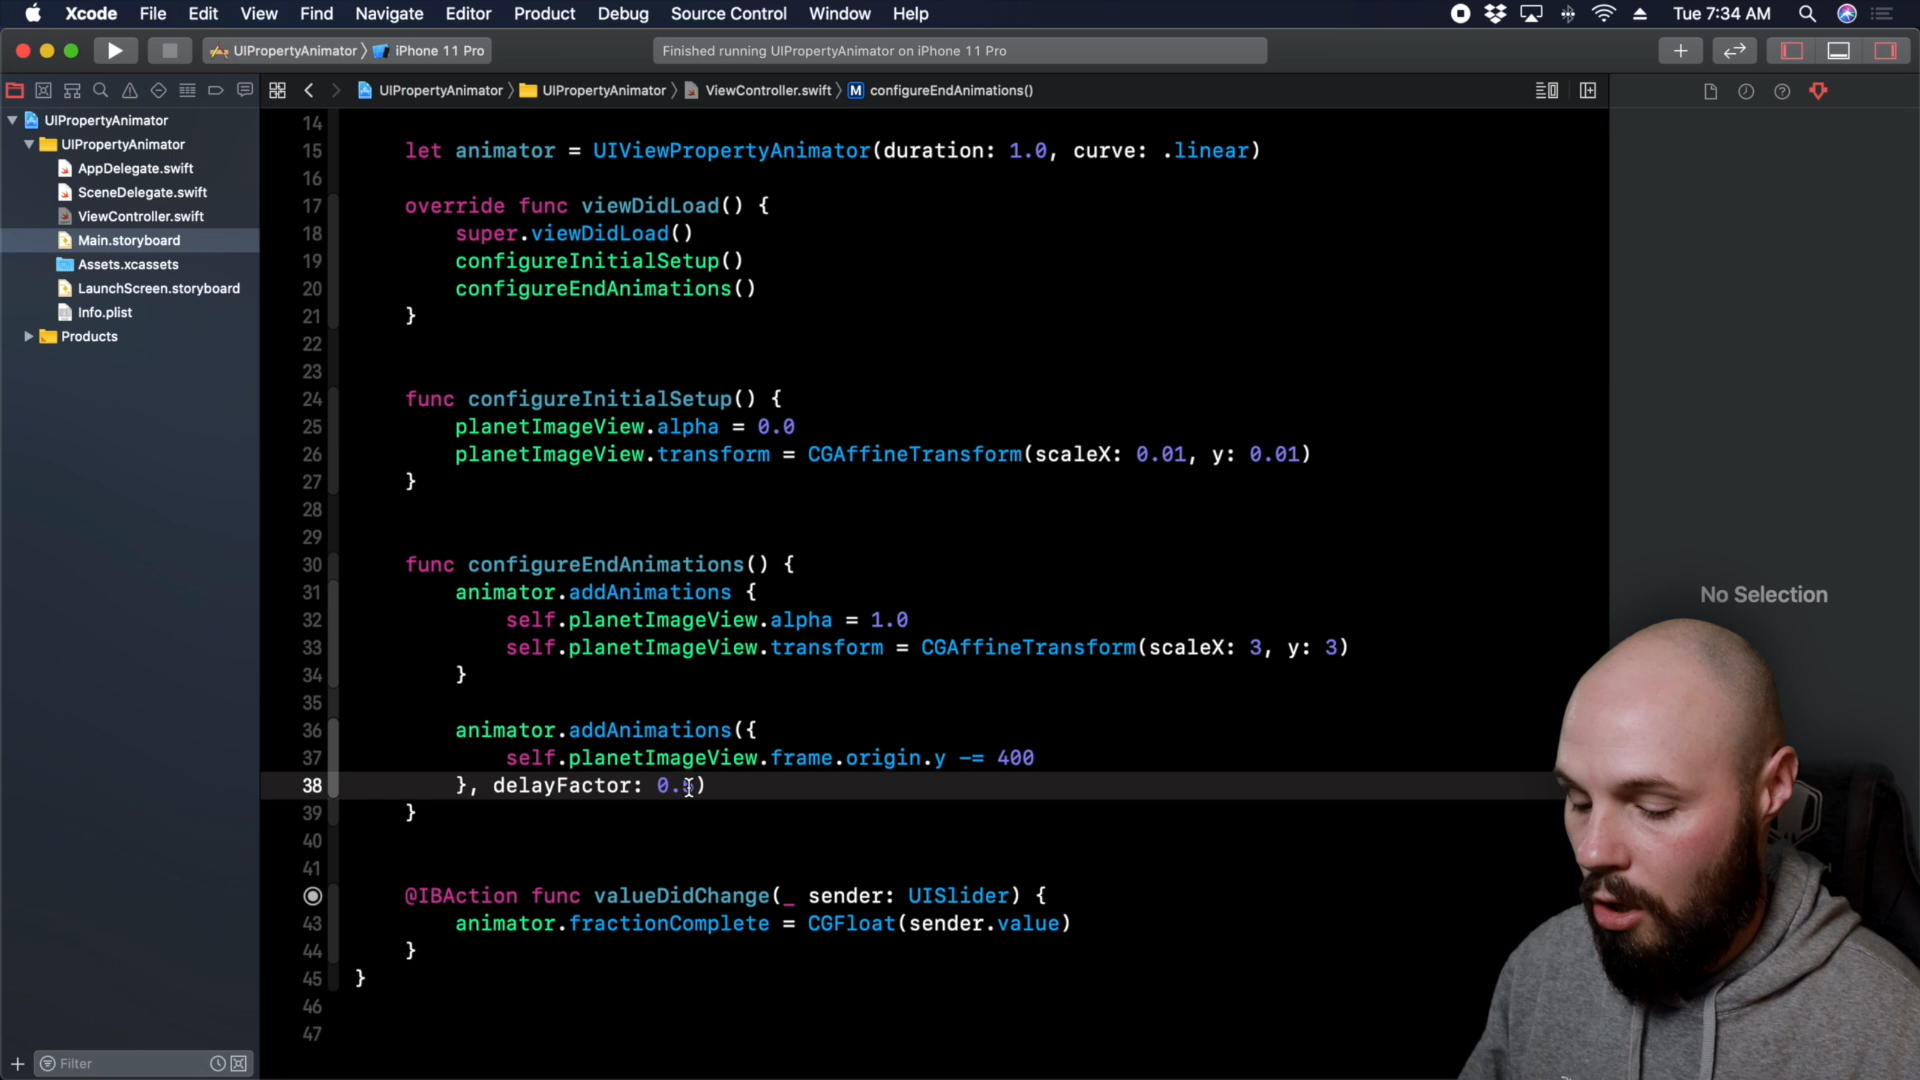 Xcode File Edit View Find Navigate Editor Product Debug Source Control Window Help Tue 7:34 AM
UIPropertyAnimator iPhone 11 Pro Finished running UIPropertyAnimator on iPhone 11 Pro
UIPropertyAnimator UIPropertyAnimator ViewController.swift M configureEndAnimations()
UIPropertyAnimator
UIPropertyAnimator
AppDelegate.swift
SceneDelegate.swift
ViewController.swift
Main.storyboard
Assets.xcassets
LaunchScreen.storyboard
Info.plist
Products
Filter
14
15 let animator = UIViewPropertyAnimator(duration: 1.0, curve: .linear)
16
17 override func viewDidLoad() {
18 super.viewDidLoad()
19 configureInitialSetup()
20 configureEndAnimations()
21 }
22
23
24 func configureInitialSetup() {
25 planetImageView.alpha = 0.0
26 planetImageView.transform = CGAffineTransform(scaleX: 0.01, y: 0.01)
27 }
28
29
30 func configureEndAnimations() {
31 animator.addAnimations {
32 self.planetImageView.alpha = 1.0
33 self.planetImageView.transform = CGAffineTransform(scaleX: 3, y: 3)
34 }
35
36 animator.addAnimations({
37 self.planetImageView.frame.origin.y -= 400
38 }, delayFactor:
39 }
40
41
@IBAction func valueDidChange(_ sender: UISlider) {
43 animator.fractionComplete = CGFloat(sender.value)
44 }
45 }
46
47
No Selection